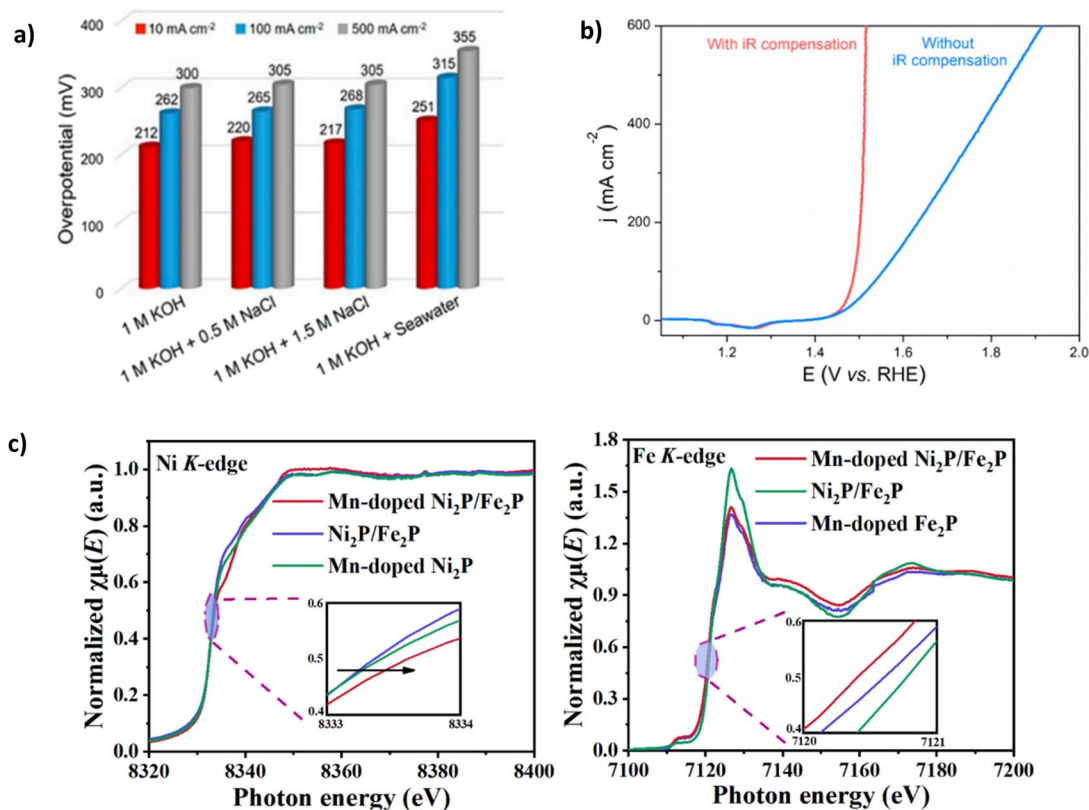 a)
400
300
200
100
0
Overpotential (mV)
10 mA cm⁻² 100 mA cm⁻² 500 mA cm⁻²
212 262 300
220 265 305
217 268 305
251 315 355
1 M KOH
1 M KOH + 0.5 M NaCl
1 M KOH + 1.5 M NaCl
1 M KOH + Seawater
b)
600
400
200
0
j (mA cm⁻²)
With iR compensation
Without
iR compensation
1.2 1.4 1.6 1.8 2.0
E (V vs. RHE)
c)
Ni K-edge
1.0
0.8
0.6
0.4
0.2
0.0
Normalized χμ(E) (a.u.)
Mn-doped Ni₂P/Fe₂P
Ni₂P/Fe₂P
Mn-doped Ni₂P
0.6
0.5
0.4
8333 8334
8320 8340 8360 8380 8400
Photon energy (eV)
Fe K-edge
1.8
1.5
1.2
0.9
0.6
0.3
0.0
Normalized χμ(E) (a.u.)
Mn-doped Ni₂P/Fe₂P
Ni₂P/Fe₂P
Mn-doped Fe₂P
0.6
0.5
0.4
7120 7121
7100 7120 7140 7160 7180 7200
Photon energy (eV)